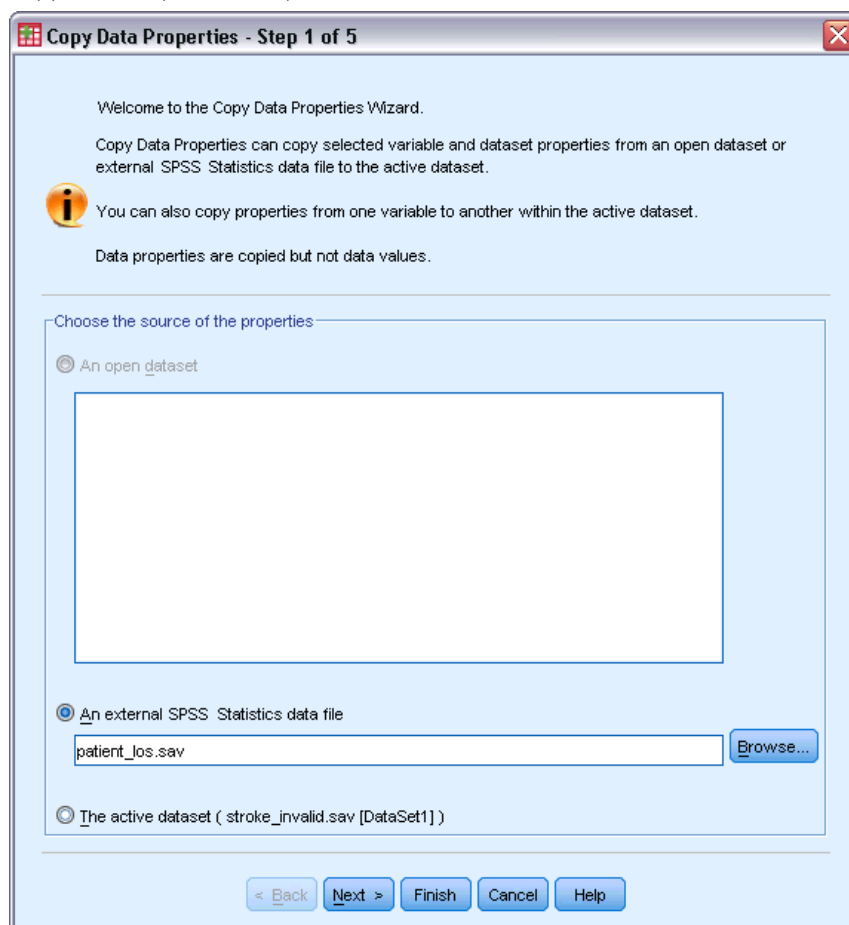 Copy Data Properties - Step 1 of 5
Welcome to the Copy Data Properties Wizard.
Copy Data Properties can copy selected variable and dataset properties from an open dataset or
external SPSS Statistics data file to the active dataset.
You can also copy properties from one variable to another within the active dataset.
Data properties are copied but not data values.
Choose the source of the properties
An open dataset
An external SPSS Statistics data file
patient_los.sav
Browse...
The active dataset ( stroke_invalid.sav [DataSet1] )
< Back Next > Finish Cancel Help